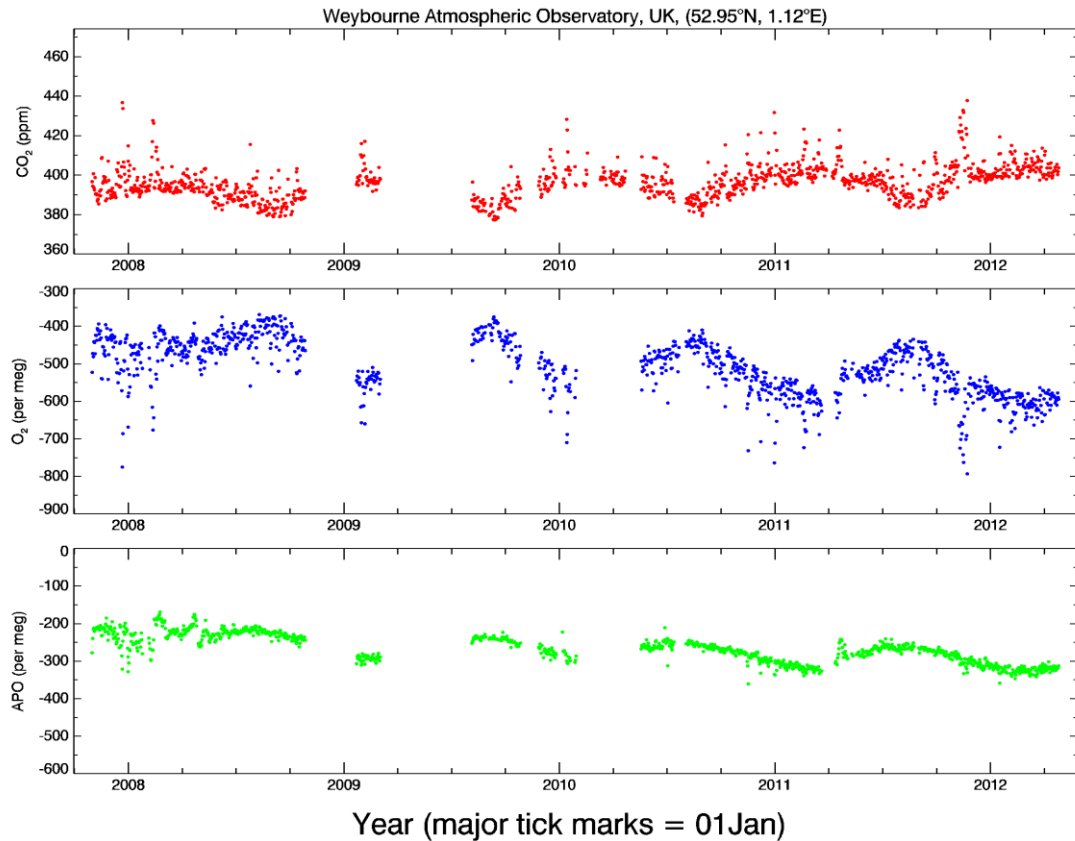 Weybourne Atmospheric Observatory, UK, (52.95°N, 1.12°E)
CO₂ (ppm)
460
440
420
400
380
360
2008 2009 2010 2011 2012
O₂ (per meg)
-300
-400
-500
-600
-700
-800
-900
2008 2009 2010 2011 2012
APO (per meg)
0
-100
-200
-300
-400
-500
-600
2008 2009 2010 2011 2012
Year (major tick marks = 01Jan)